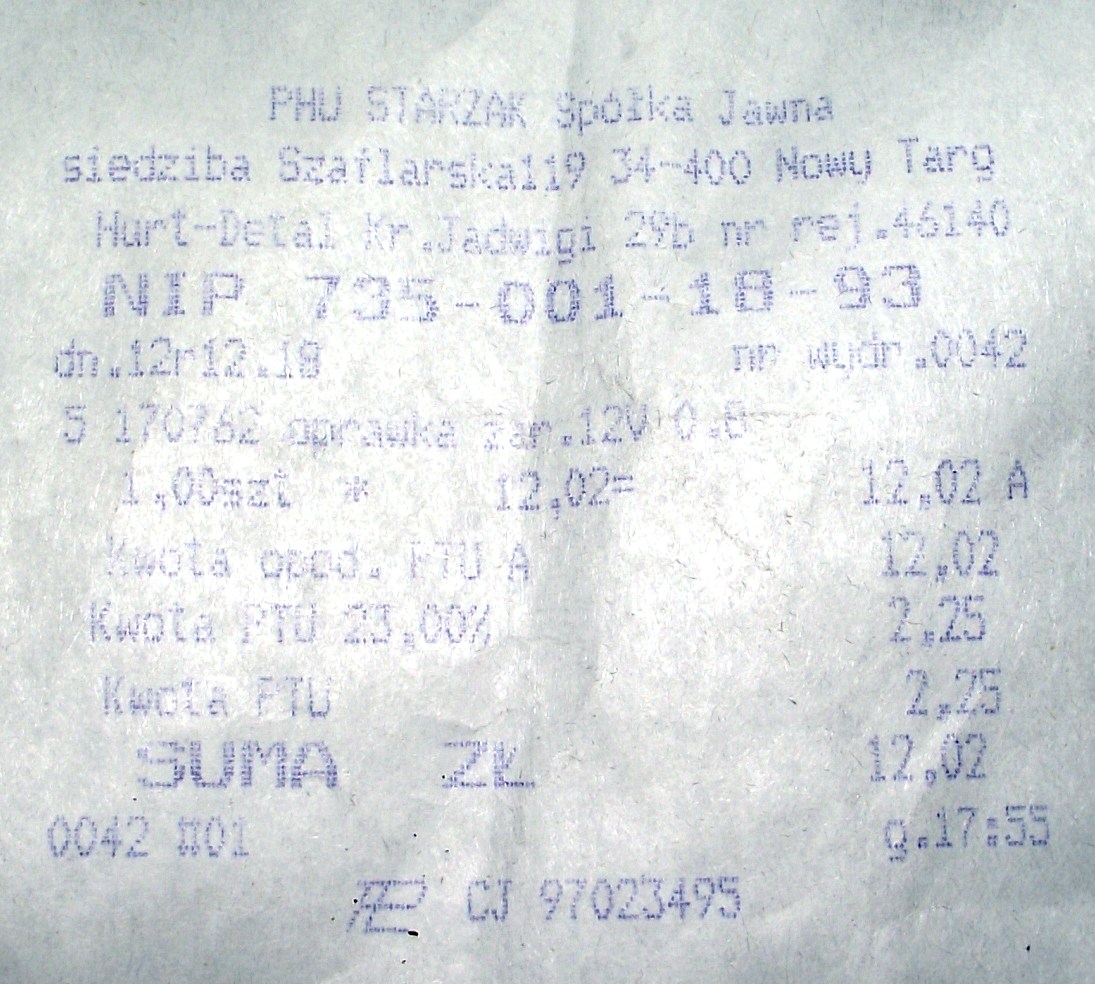 PHU STARZAK Spółka Jawna
siedziba Szaflarska119 34-400 Nowy Targ
Hurt-Detal Kr.Jadwigi 29b nr rej.46140
NIP 735-001-18-93
dn.12r12.18 nr wydr.0042
5 170762 oprawka żar.12V 0.8
1,00szt * 12,02= 12,02 A
Kwota opod. PTU A 12,02
Kwota PTU 23,00% 2,25
Kwota PTU 2,25
SUMA ZŁ 12,02
0042 #01 g.17:55
CJ 97023495